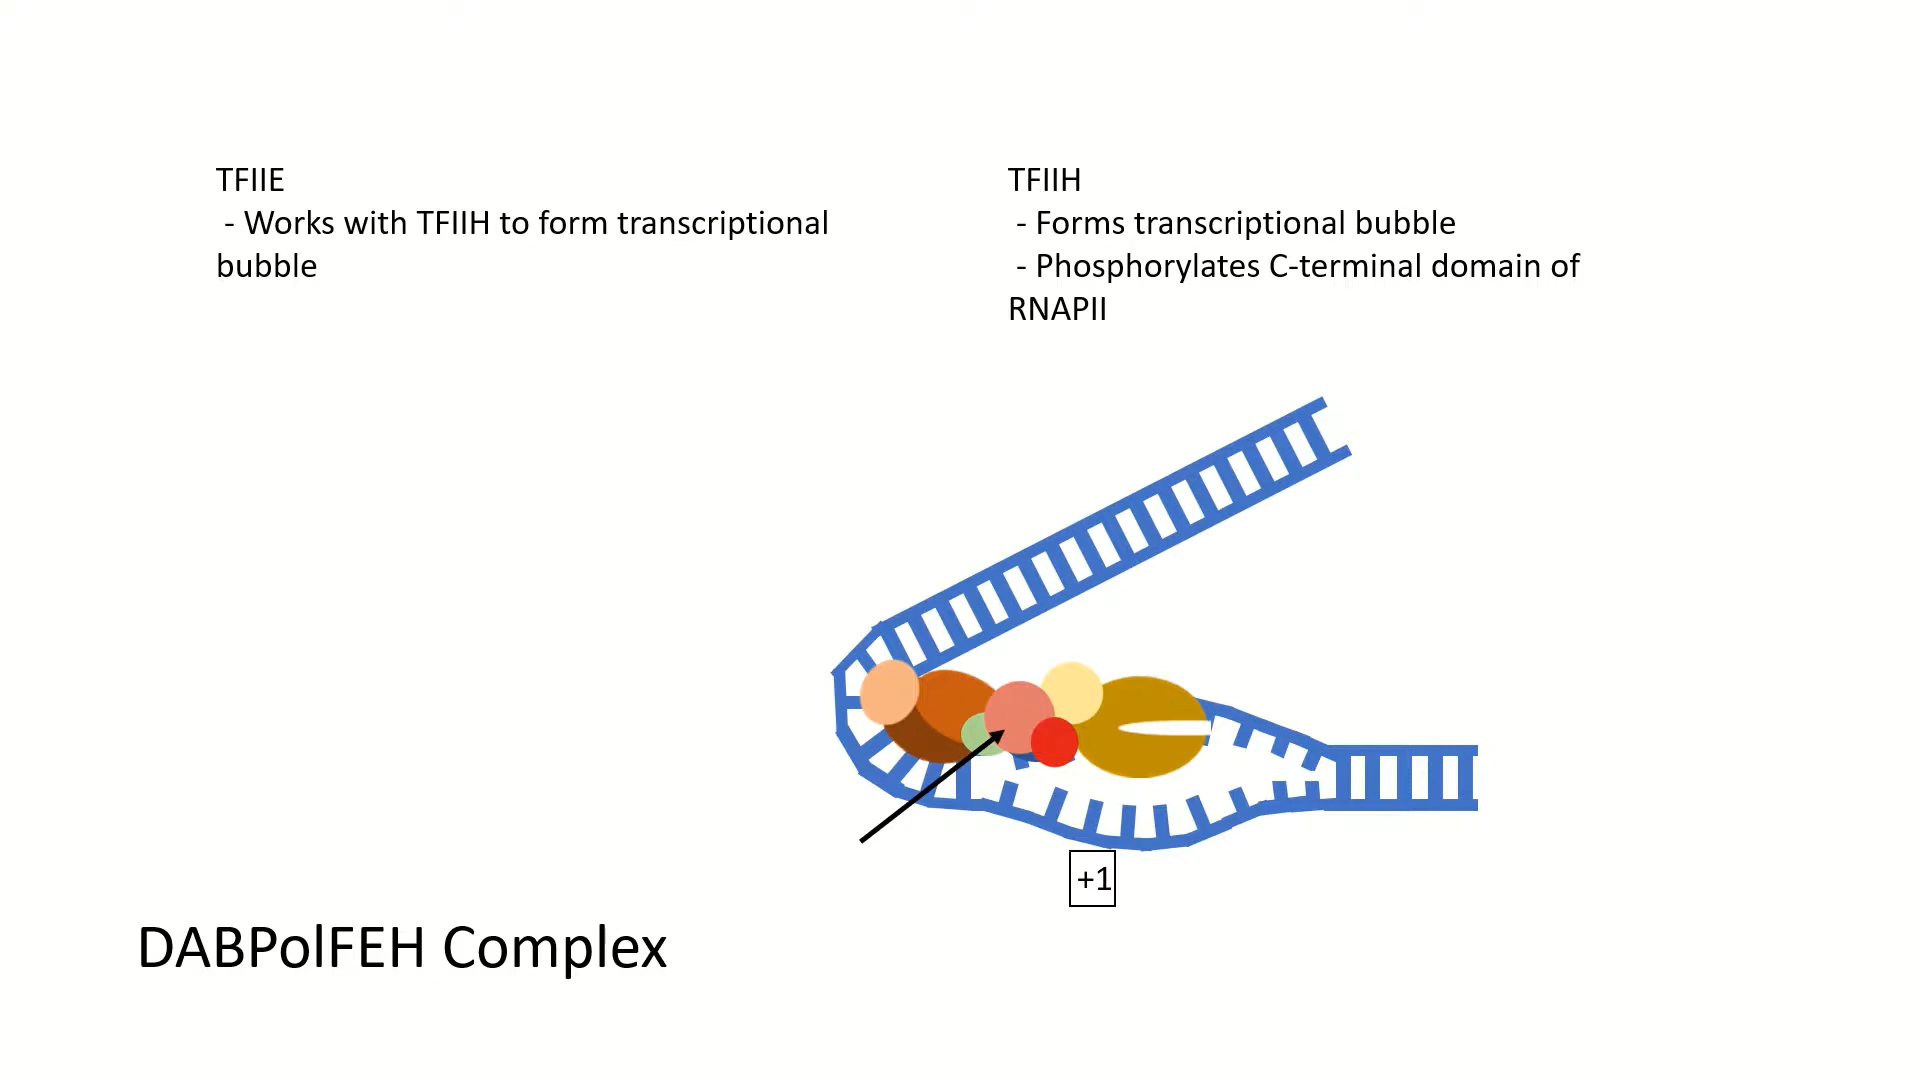 TFIIE
- Works with TFIIH to form transcriptional
bubble
TFIIH
- Forms transcriptional bubble
- Phosphorylates C-terminal domain of
RNAPII
+1
DABPolFEH Complex